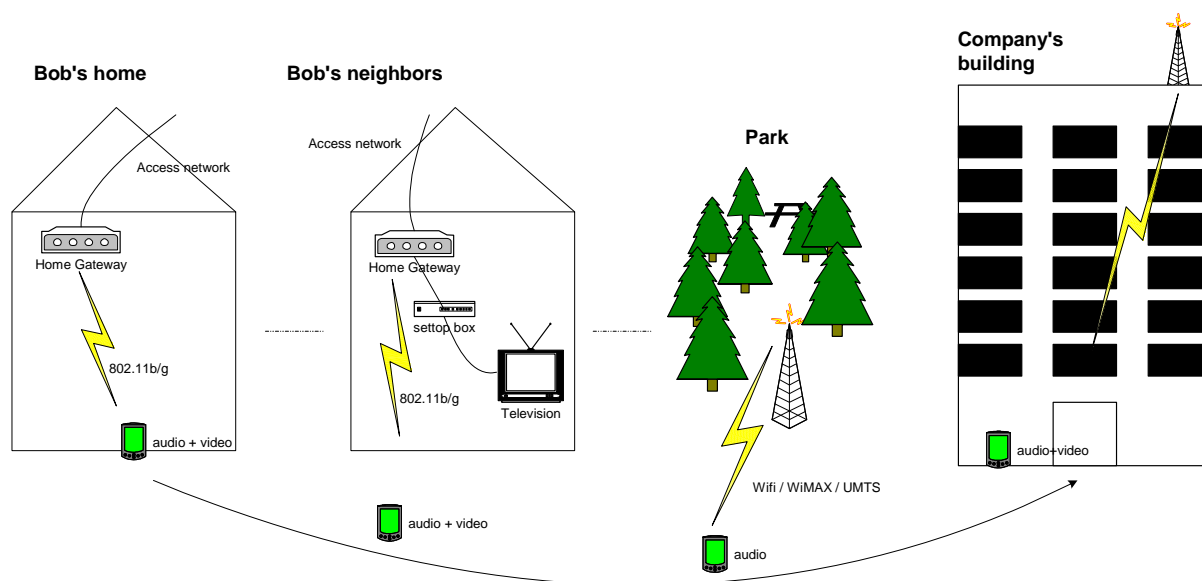 Bob's home
Bob's neighbors
Park
Company's
building
Access network
Access network
Home Gateway
Home Gateway
settop box
802.11b/g
802.11b/g
Television
audio + video
audio + video
Wifi / WiMAX / UMTS
audio
audio+video